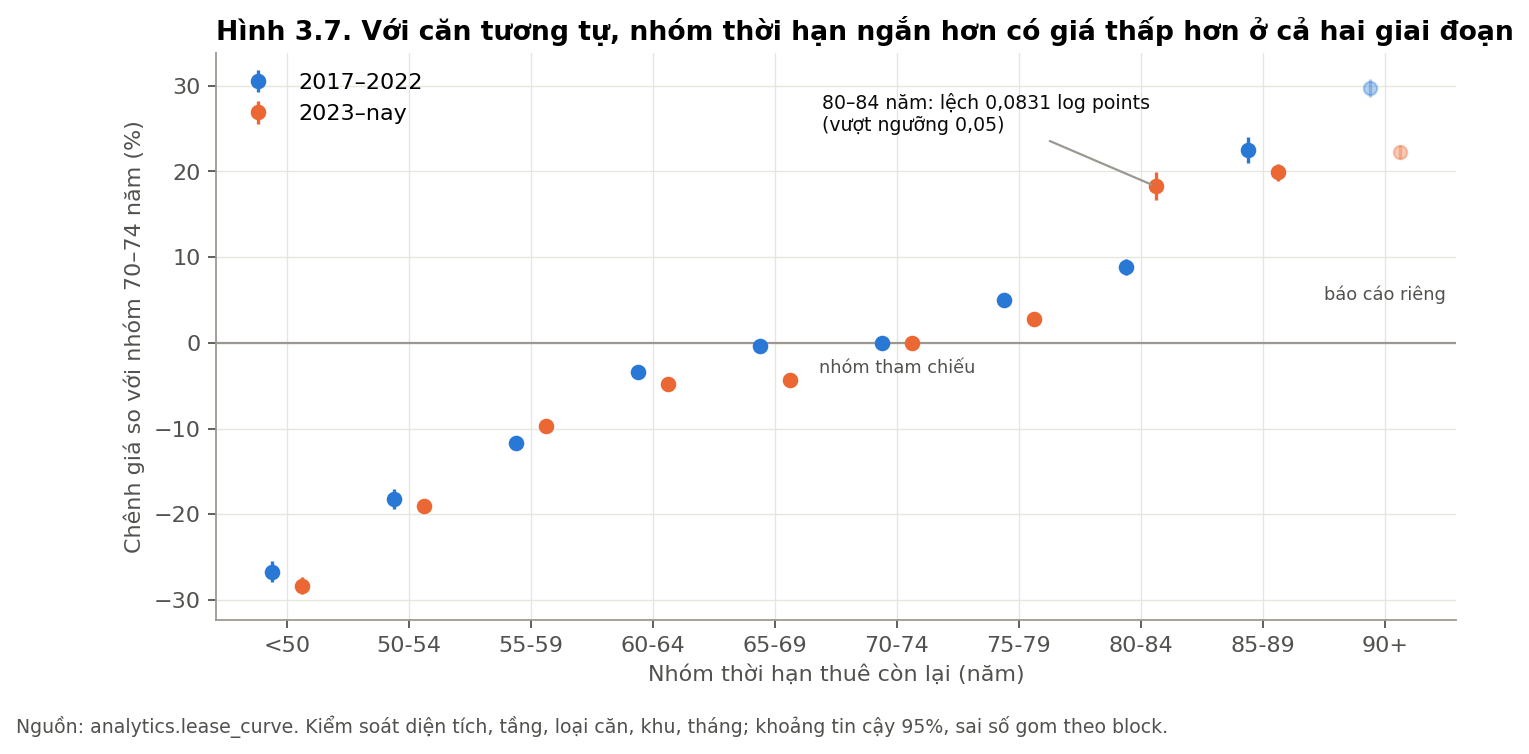 Hình 3.7. Với căn tương tự, nhóm thời hạn ngắn hơn có giá thấp hơn ở cả hai giai đoạn
2017–2022
2023–nay
80–84 năm: lệch 0,0831 log points
(vượt ngưỡng 0,05)
báo cáo riêng
nhóm tham chiếu
Chênh giá so với nhóm 70–74 năm (%)
30
20
10
0
−10
−20
−30
<50
50-54
55-59
60-64
65-69
70-74
75-79
80-84
85-89
90+
Nhóm thời hạn thuê còn lại (năm)
Nguồn: analytics.lease_curve. Kiểm soát diện tích, tầng, loại căn, khu, tháng; khoảng tin cậy 95%, sai số gom theo block.